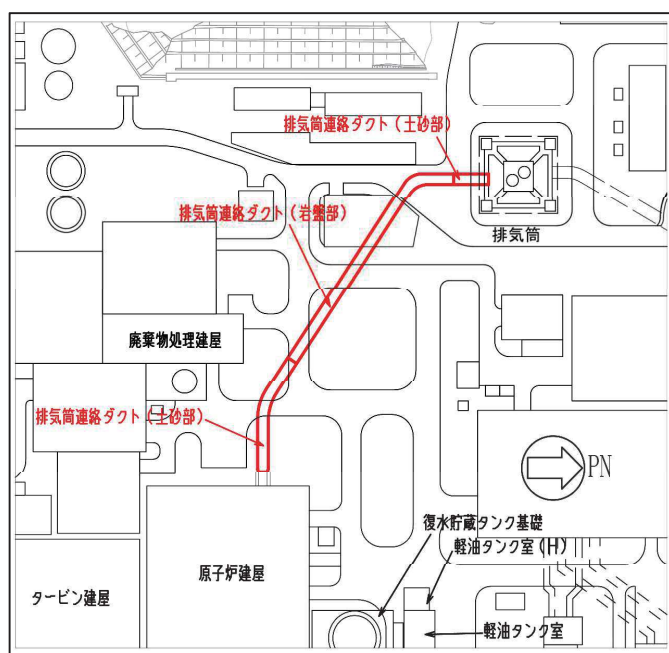 排気筒連絡ダクト(土砂部)
排気筒連絡ダクト(岩盤部)
排気筒
廃棄物処理建屋
排気筒連絡ダクト(土砂部)
PN
復水貯蔵タンク基礎
軽油タンク室(H)
原子炉建屋
タービン建屋
軽油タンク室